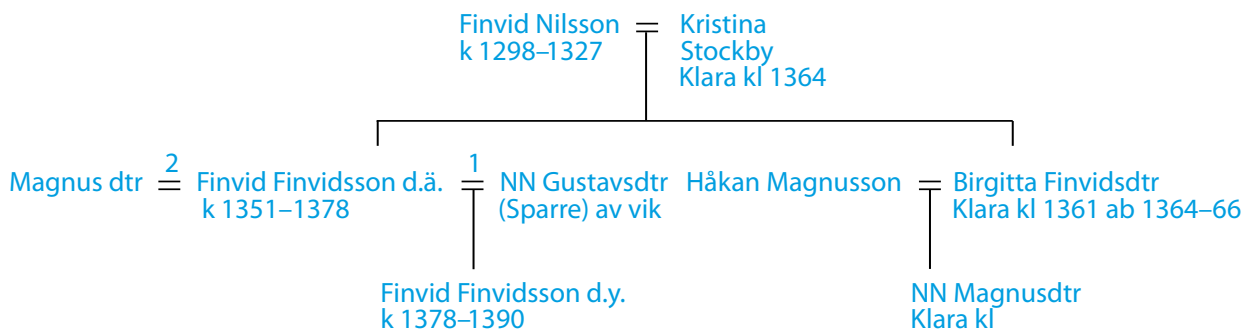 Finvid Nilsson = Kristina
k 1298–1327 Stockby
Klara kl 1364
2 1
Magnus dtr = Finvid Finvidsson d.ä. = NN Gustavsdtr Håkan Magnusson = Birgitta Finvidsdtr
k 1351–1378 (Sparre) av vik Klara kl 1361 ab 1364–66
Finvid Finvidsson d.y. NN Magnusdtr
k 1378–1390 Klara kl